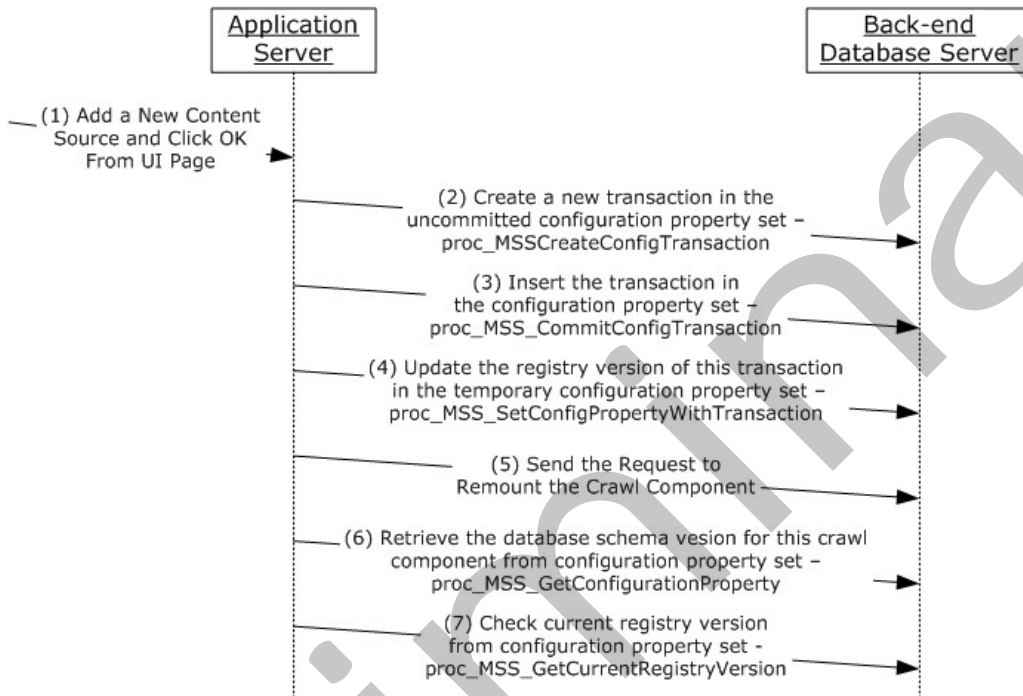 Application
Server
Back-end
Database Server
(1) Add a New Content
Source and Click OK
From UI Page
(2) Create a new transaction in the
uncommitted configuration property set –
proc_MSSCreateConfigTransaction
(3) Insert the transaction in
the configuration property set –
proc_MSS_CommitConfigTransaction
(4) Update the registry version of this transaction
in the temporary configuration property set –
proc_MSS_SetConfigPropertyWithTransaction
(5) Send the Request to
Remount the Crawl Component
(6) Retrieve the database schema vesion for this crawl
component from configuration property set –
proc_MSS_GetConfigurationProperty
(7) Check current registry version
from configuration property set -
proc_MSS_GetCurrentRegistryVersion
imina